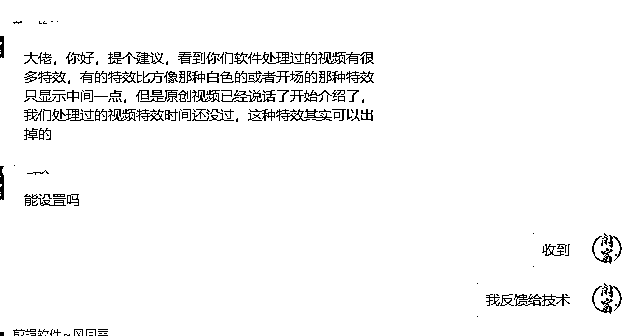 大佬，你好，提个建议，看到你们软件处理过的视频有很
多特效，有的特效比方像那种白色的或者开场的那种特效
只显示中间一点，但是原创视频已经说话了开始介绍了，
我们处理过的视频特效时间还没过，这种特效其实可以出
掉的
能设置吗
收到
我反馈给技术